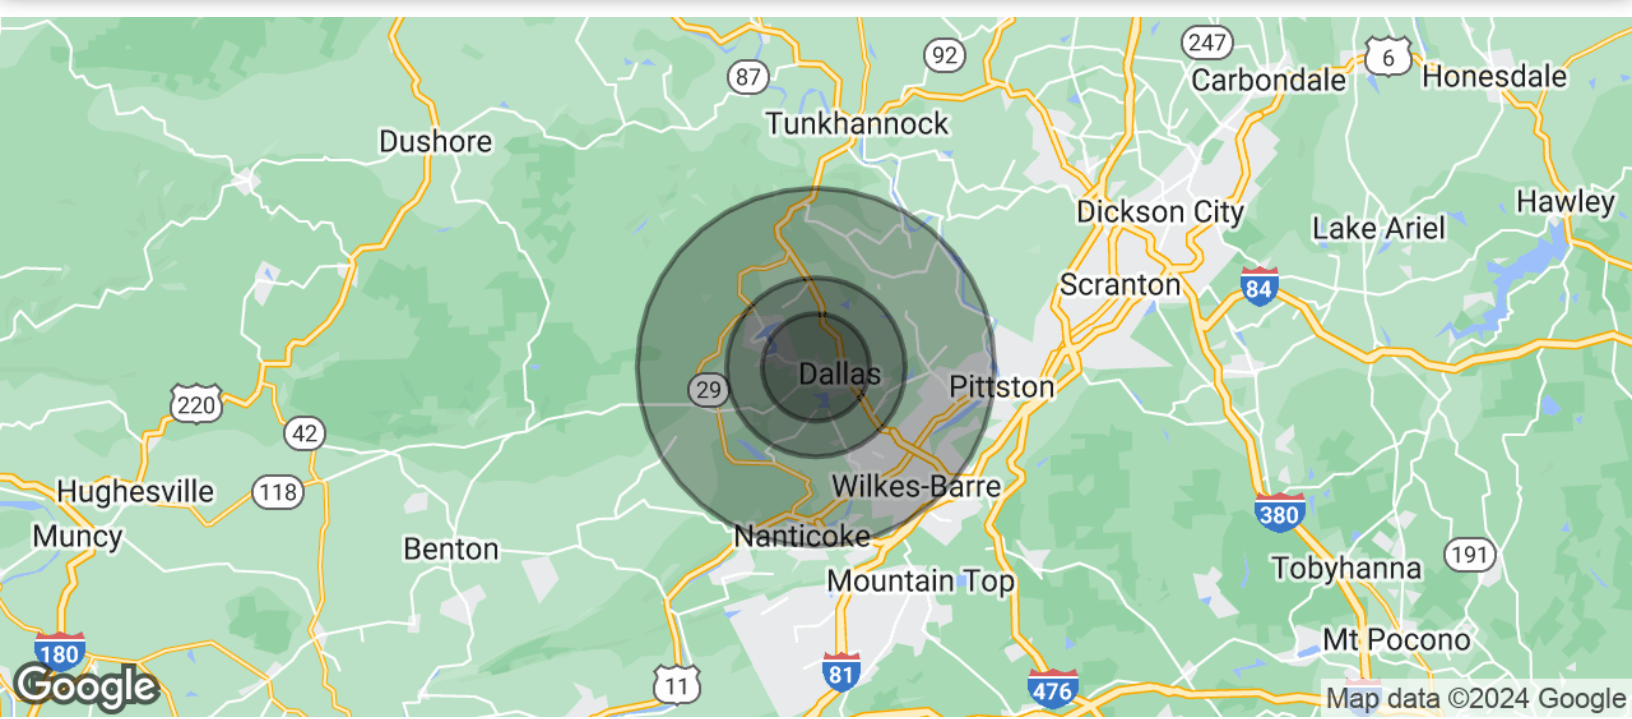 247
92
6
87
Carbondale
Honesdale
Tunkhannock
Dushore
Hawley
Dickson City
Lake Ariel
Scranton
84
Dallas
Pittston
29
220
42
Wilkes-Barre
Hughesville
118
380
Muncy
Nanticoke
Benton
191
Tobyhanna
Mountain Top
Mt Pocono
180
81
11
476
Google
Map data ©2024 Google